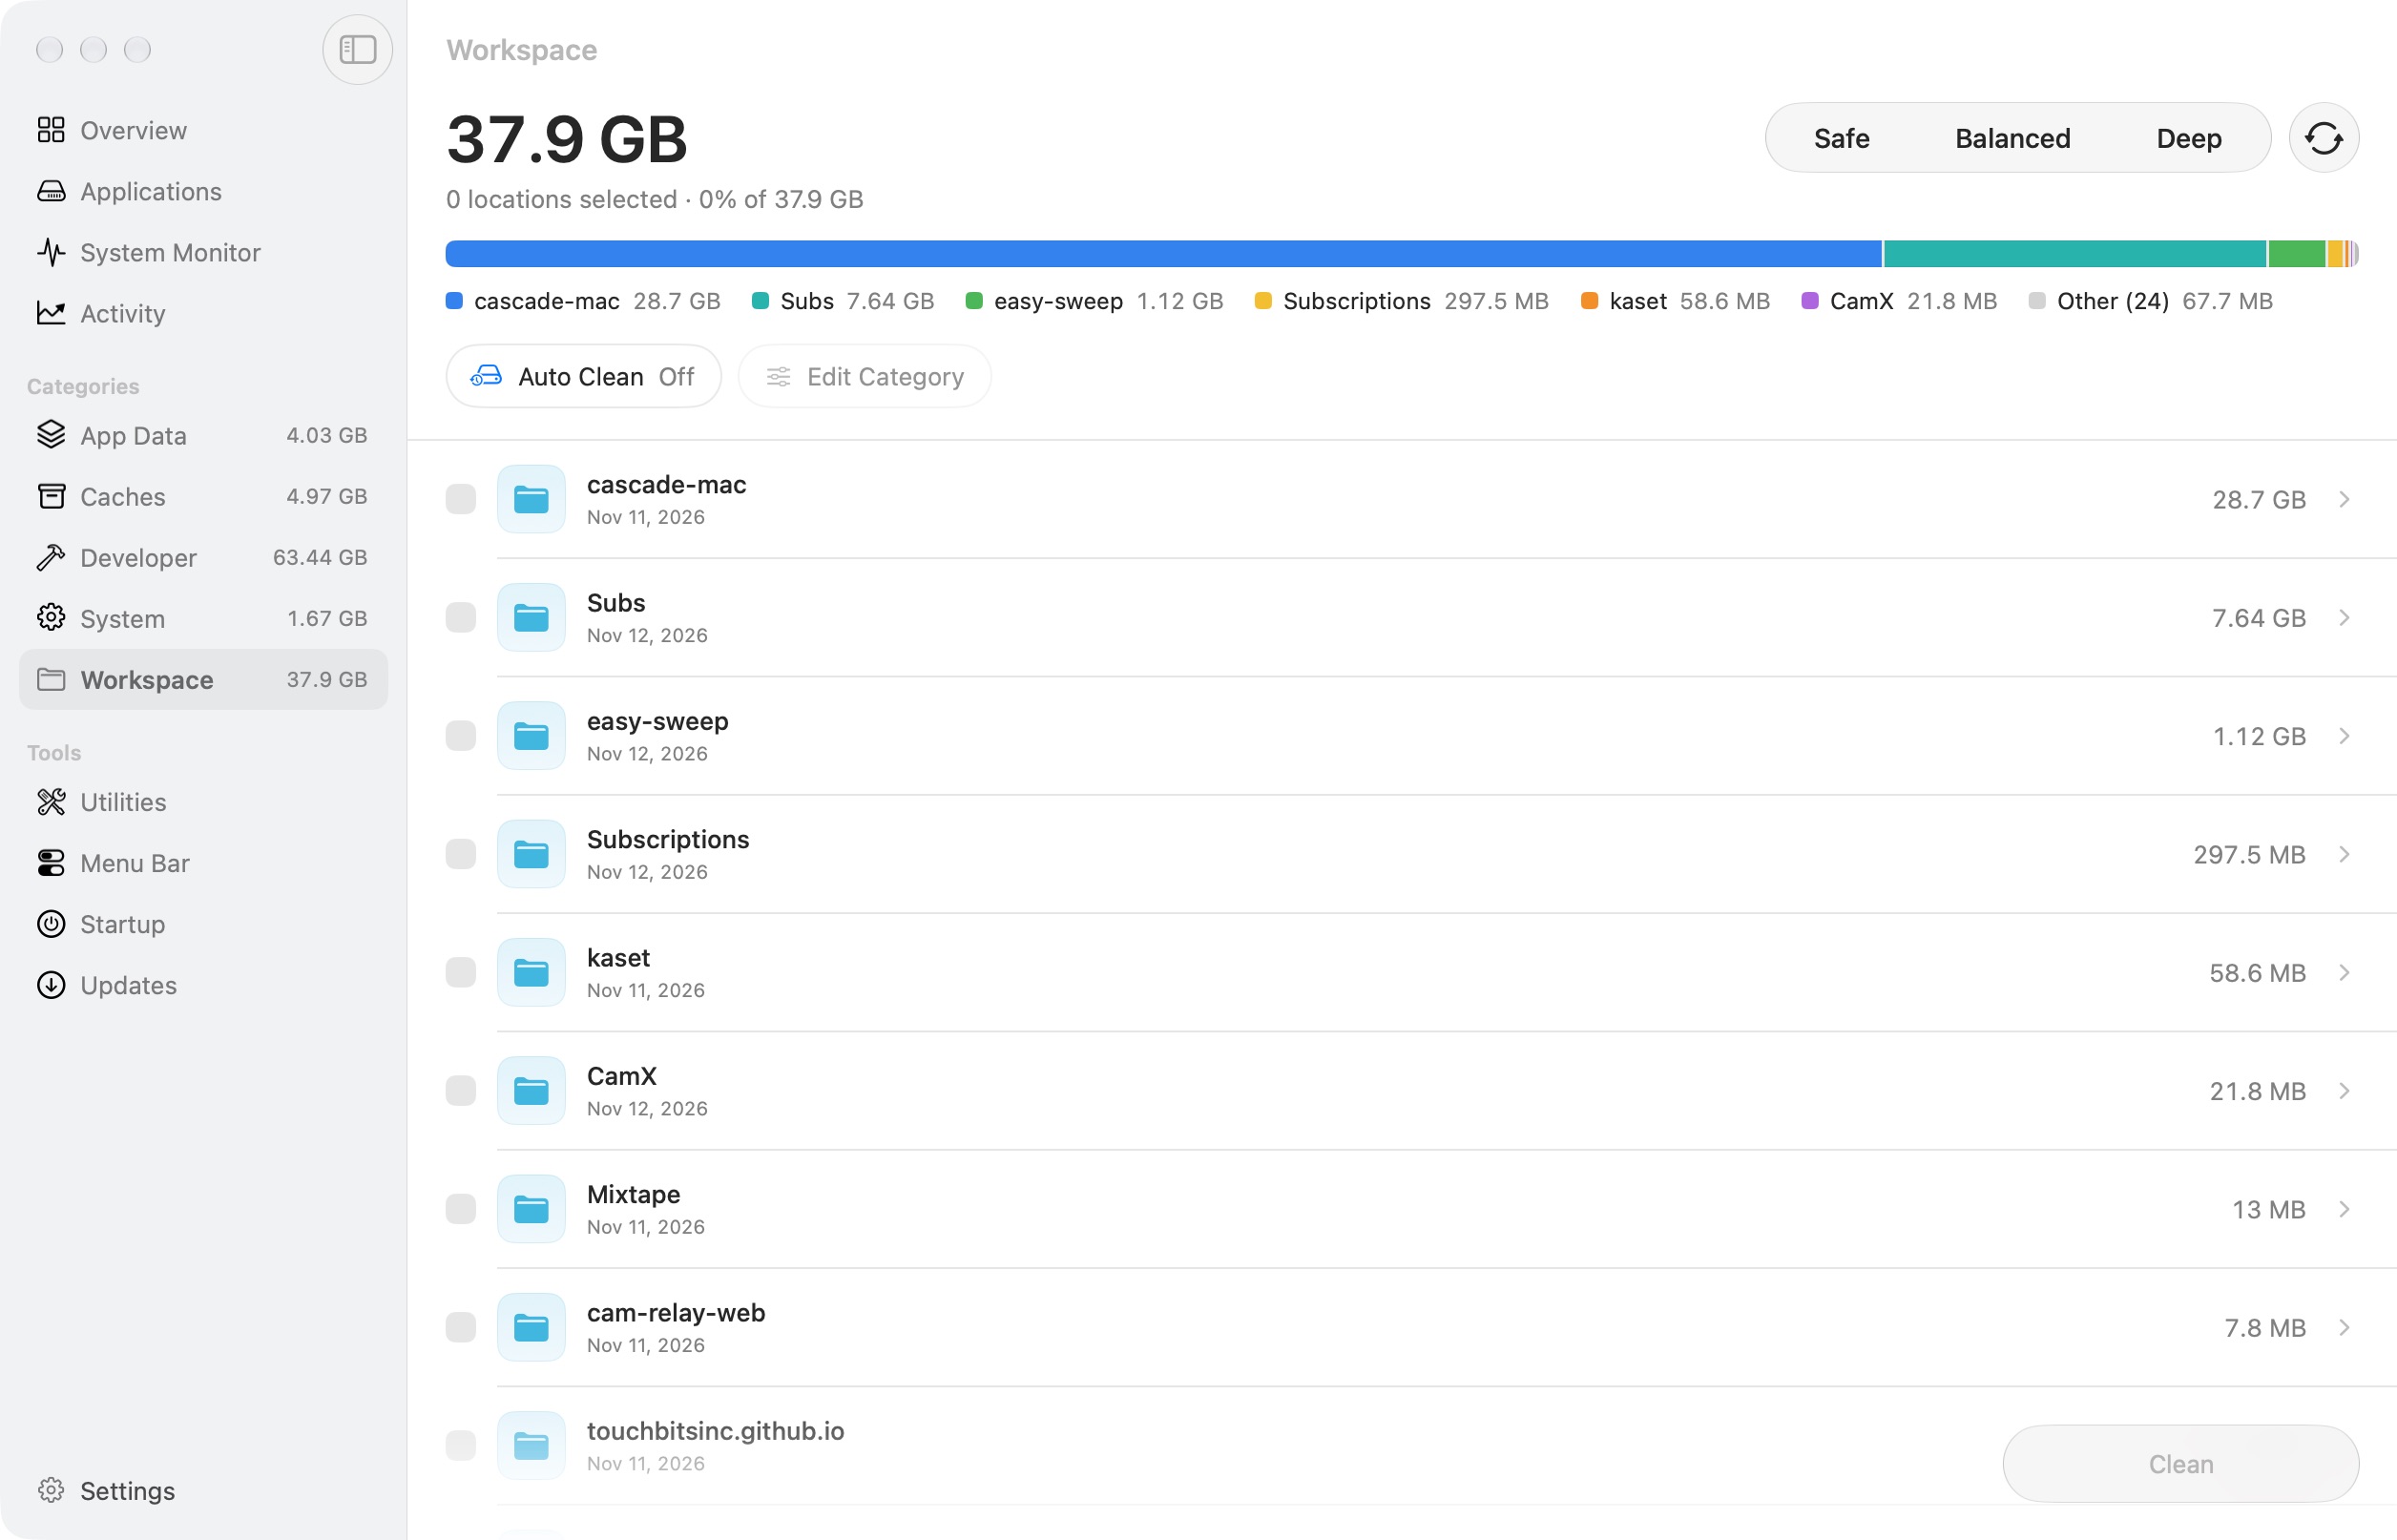 Overview
Applications
System Monitor
Activity
Categories
App Data 4.03 GB
Caches 4.97 GB
Developer 63.44 GB
System 1.67 GB
Workspace 37.9 GB
Tools
Utilities
Menu Bar
Startup
Updates
Settings
Workspace
37.9 GB
0 locations selected · 0% of 37.9 GB
Safe Balanced Deep
cascade-mac 28.7 GB Subs 7.64 GB easy-sweep 1.12 GB Subscriptions 297.5 MB kaset 58.6 MB CamX 21.8 MB Other (24) 67.7 MB
Auto Clean Off Edit Category
cascade-mac
Nov 11, 2026
28.7 GB
Subs
Nov 12, 2026
7.64 GB
easy-sweep
Nov 12, 2026
1.12 GB
Subscriptions
Nov 12, 2026
297.5 MB
kaset
Nov 11, 2026
58.6 MB
CamX
Nov 12, 2026
21.8 MB
Mixtape
Nov 11, 2026
13 MB
cam-relay-web
Nov 11, 2026
7.8 MB
touchbitsinc.github.io
Nov 11, 2026
Clean